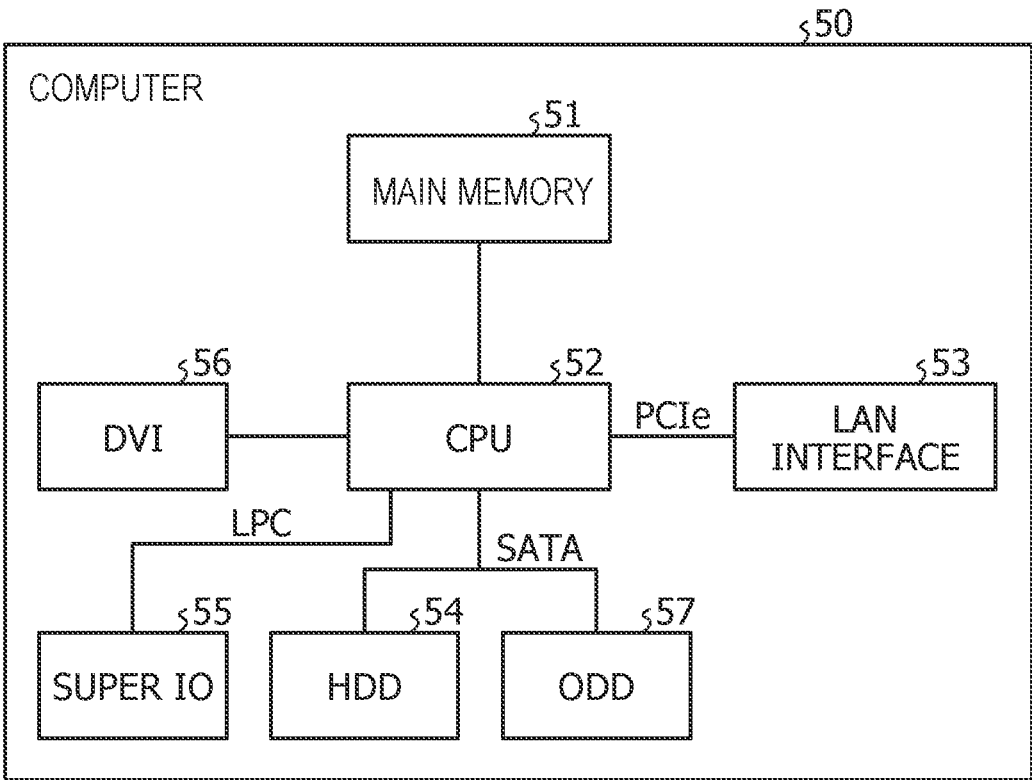 50
COMPUTER
51
MAIN MEMORY
56
52
53
DVI
CPU
PCIe
LAN
INTERFACE
LPC
SATA
55
54
57
SUPER IO
HDD
ODD